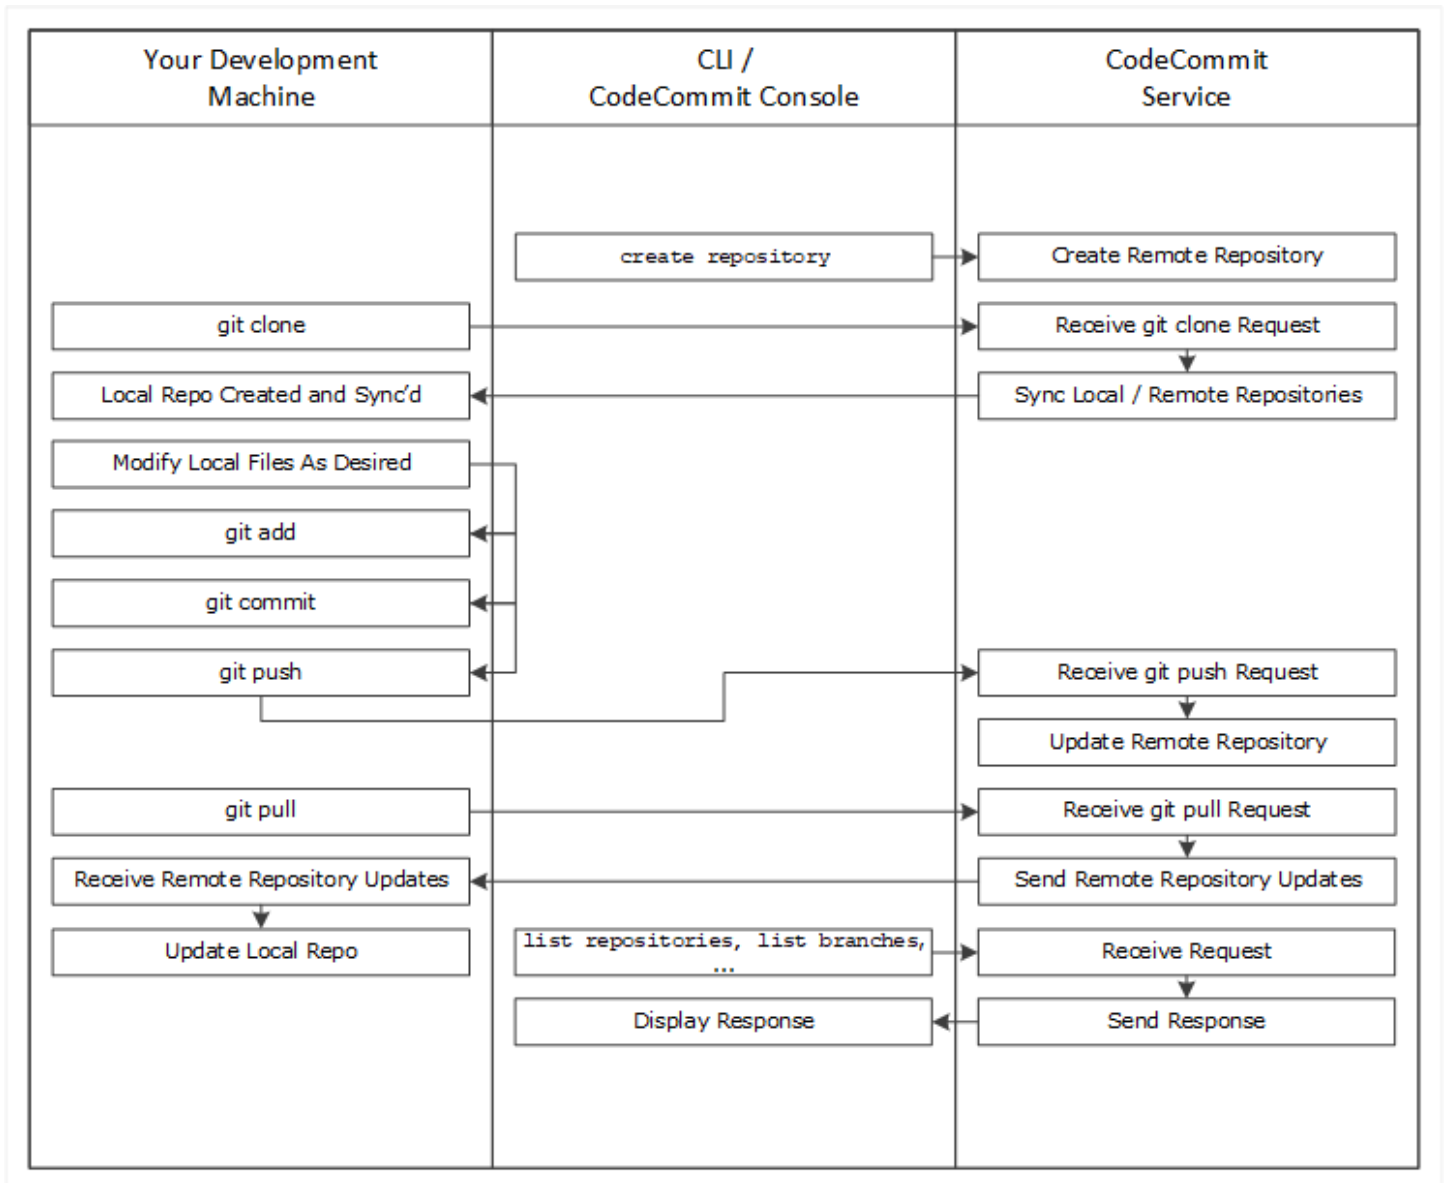 Your Development
Machine
CLI /
CodeCommit Console
CodeCommit
Service
create repository
Create Remote Repository
git clone
Receive git clone Request
Local Repo Created and Sync’d
Sync Local / Remote Repositories
Modify Local Files As Desired
git add
git commit
git push
Receive git push Request
Update Remote Repository
git pull
Receive git pull Request
Receive Remote Repository Updates
Send Remote Repository Updates
Update Local Repo
list repositories, list branches,
...
Receive Request
Display Response
Send Response